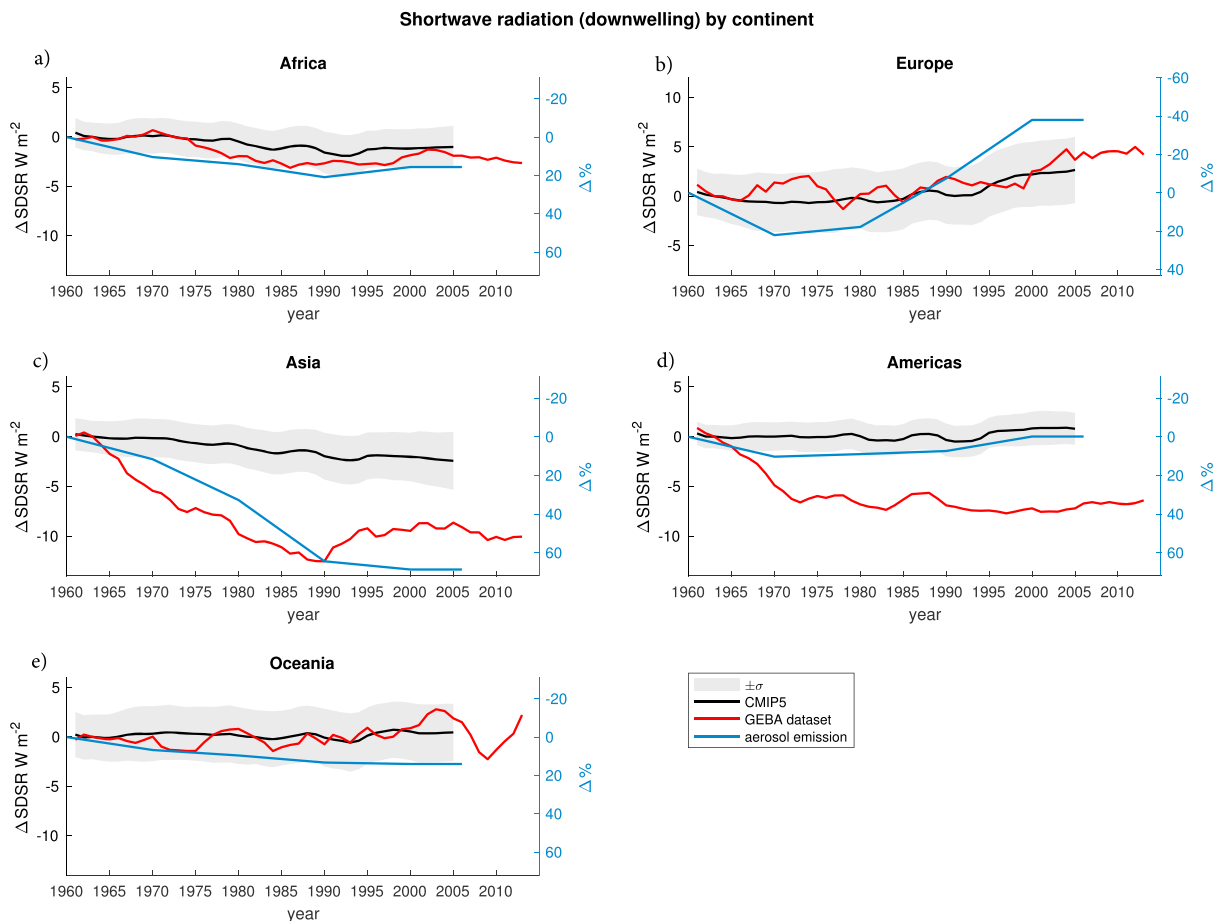 Shortwave radiation (downwelling) by continent
a)
Africa
5
0
-5
-10
ΔSDSR W m-2
-20
0
20
40
60
Δ%
1960 1965 1970 1975 1980 1985 1990 1995 2000 2005 2010
year
b)
Europe
10
5
0
-5
ΔSDSR W m-2
-60
-40
-20
0
20
40
Δ%
1960 1965 1970 1975 1980 1985 1990 1995 2000 2005 2010
year
c)
Asia
5
0
-5
-10
ΔSDSR W m-2
-20
0
20
40
60
Δ%
1960 1965 1970 1975 1980 1985 1990 1995 2000 2005 2010
year
d)
Americas
5
0
-5
-10
ΔSDSR W m-2
-20
0
20
40
60
Δ%
1960 1965 1970 1975 1980 1985 1990 1995 2000 2005 2010
year
e)
Oceania
5
0
-5
-10
ΔSDSR W m-2
-20
0
20
40
60
Δ%
1960 1965 1970 1975 1980 1985 1990 1995 2000 2005 2010
year
±σ
CMIP5
GEBA dataset
aerosol emission